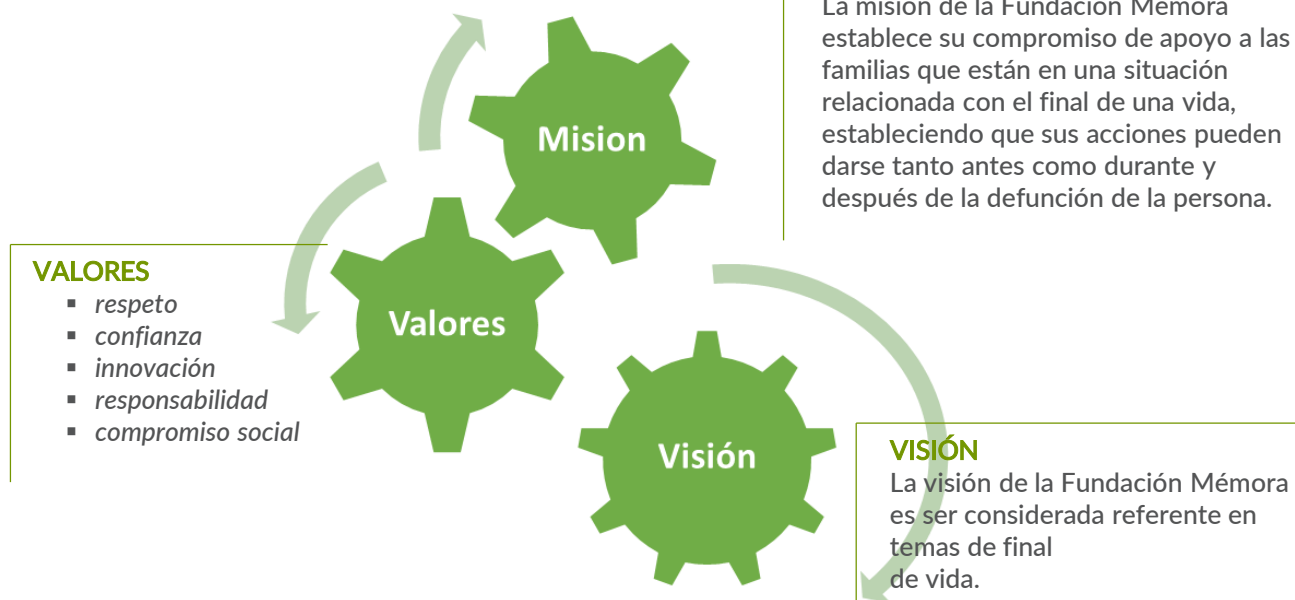 La misión de la Fundación Mémora
establece su compromiso de apoyo a las
familias que están en una situación
relacionada con el final de una vida,
estableciendo que sus acciones pueden
darse tanto antes como durante y
después de la defunción de la persona.
Mision
Valores
Visión
VALORES
▪ respeto
▪ confianza
▪ innovación
▪ responsabilidad
▪ compromiso social
VISIÓN
La visión de la Fundación Mémora
es ser considerada referente en
temas de final
de vida.